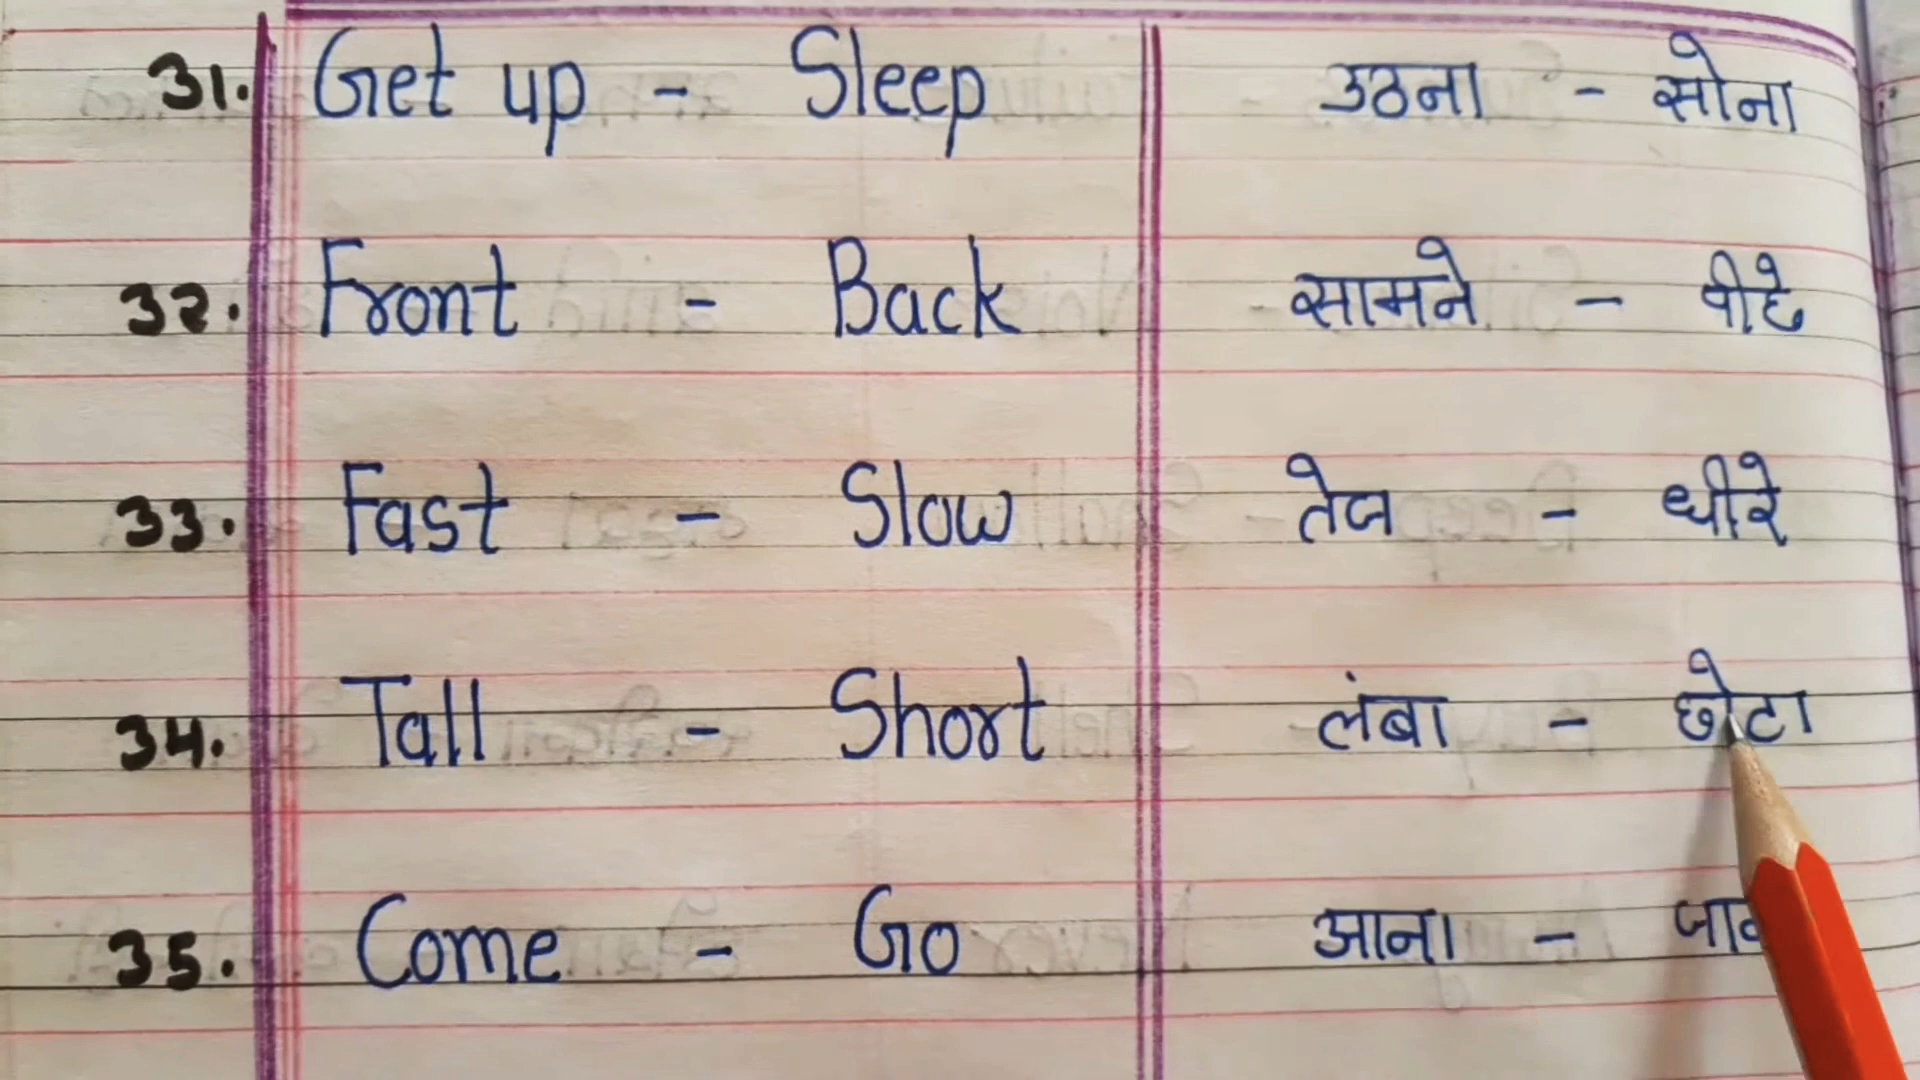 31. Get up - Sleep उठना - सोना
32. Front - Back सामने - पीछे
33. Fast - Slow तेज - धीरे
34. Tall - Short लंबा - छोटा
35. Come - Go आना -